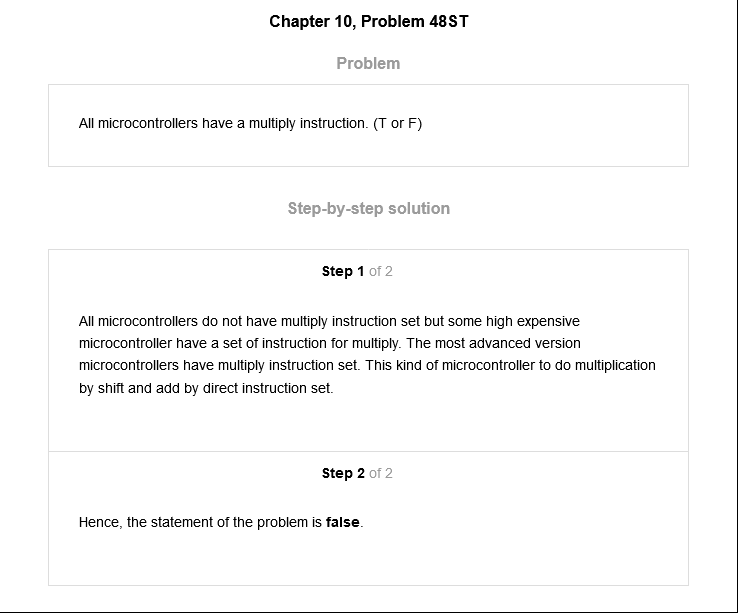 Chapter 10, Problem 48ST
Problem
All microcontrollers have a multiply instruction. (T or F)
Step-by-step solution
Step 1 of 2
All microcontrollers do not have multiply instruction set but some high expensive
microcontroller have a set of instruction for multiply. The most advanced version
microcontrollers have multiply instruction set. This kind of microcontroller to do multiplication
by shift and add by direct instruction set.
Step 2 of 2
Hence, the statement of the problem is false.